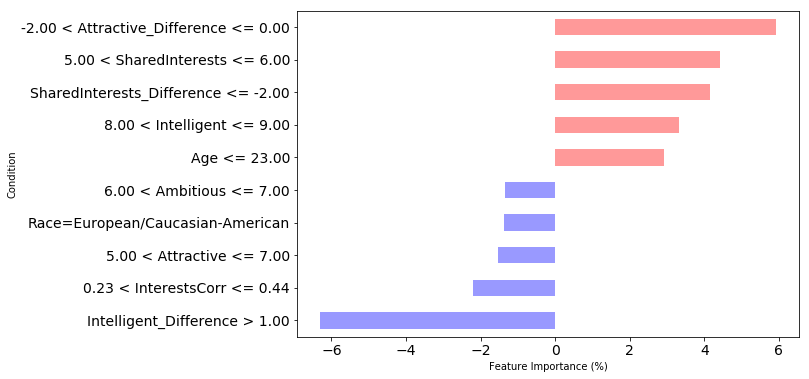 -2.00 < Attractive_Difference <= 0.00
5.00 < SharedInterests <= 6.00
SharedInterests_Difference <= -2.00
8.00 < Intelligent <= 9.00
Age <= 23.00
6.00 < Ambitious <= 7.00
Race=European/Caucasian-American
5.00 < Attractive <= 7.00
0.23 < InterestsCorr <= 0.44
Intelligent_Difference > 1.00
Condition
−6 −4 −2 0 2 4 6
Feature Importance (%)